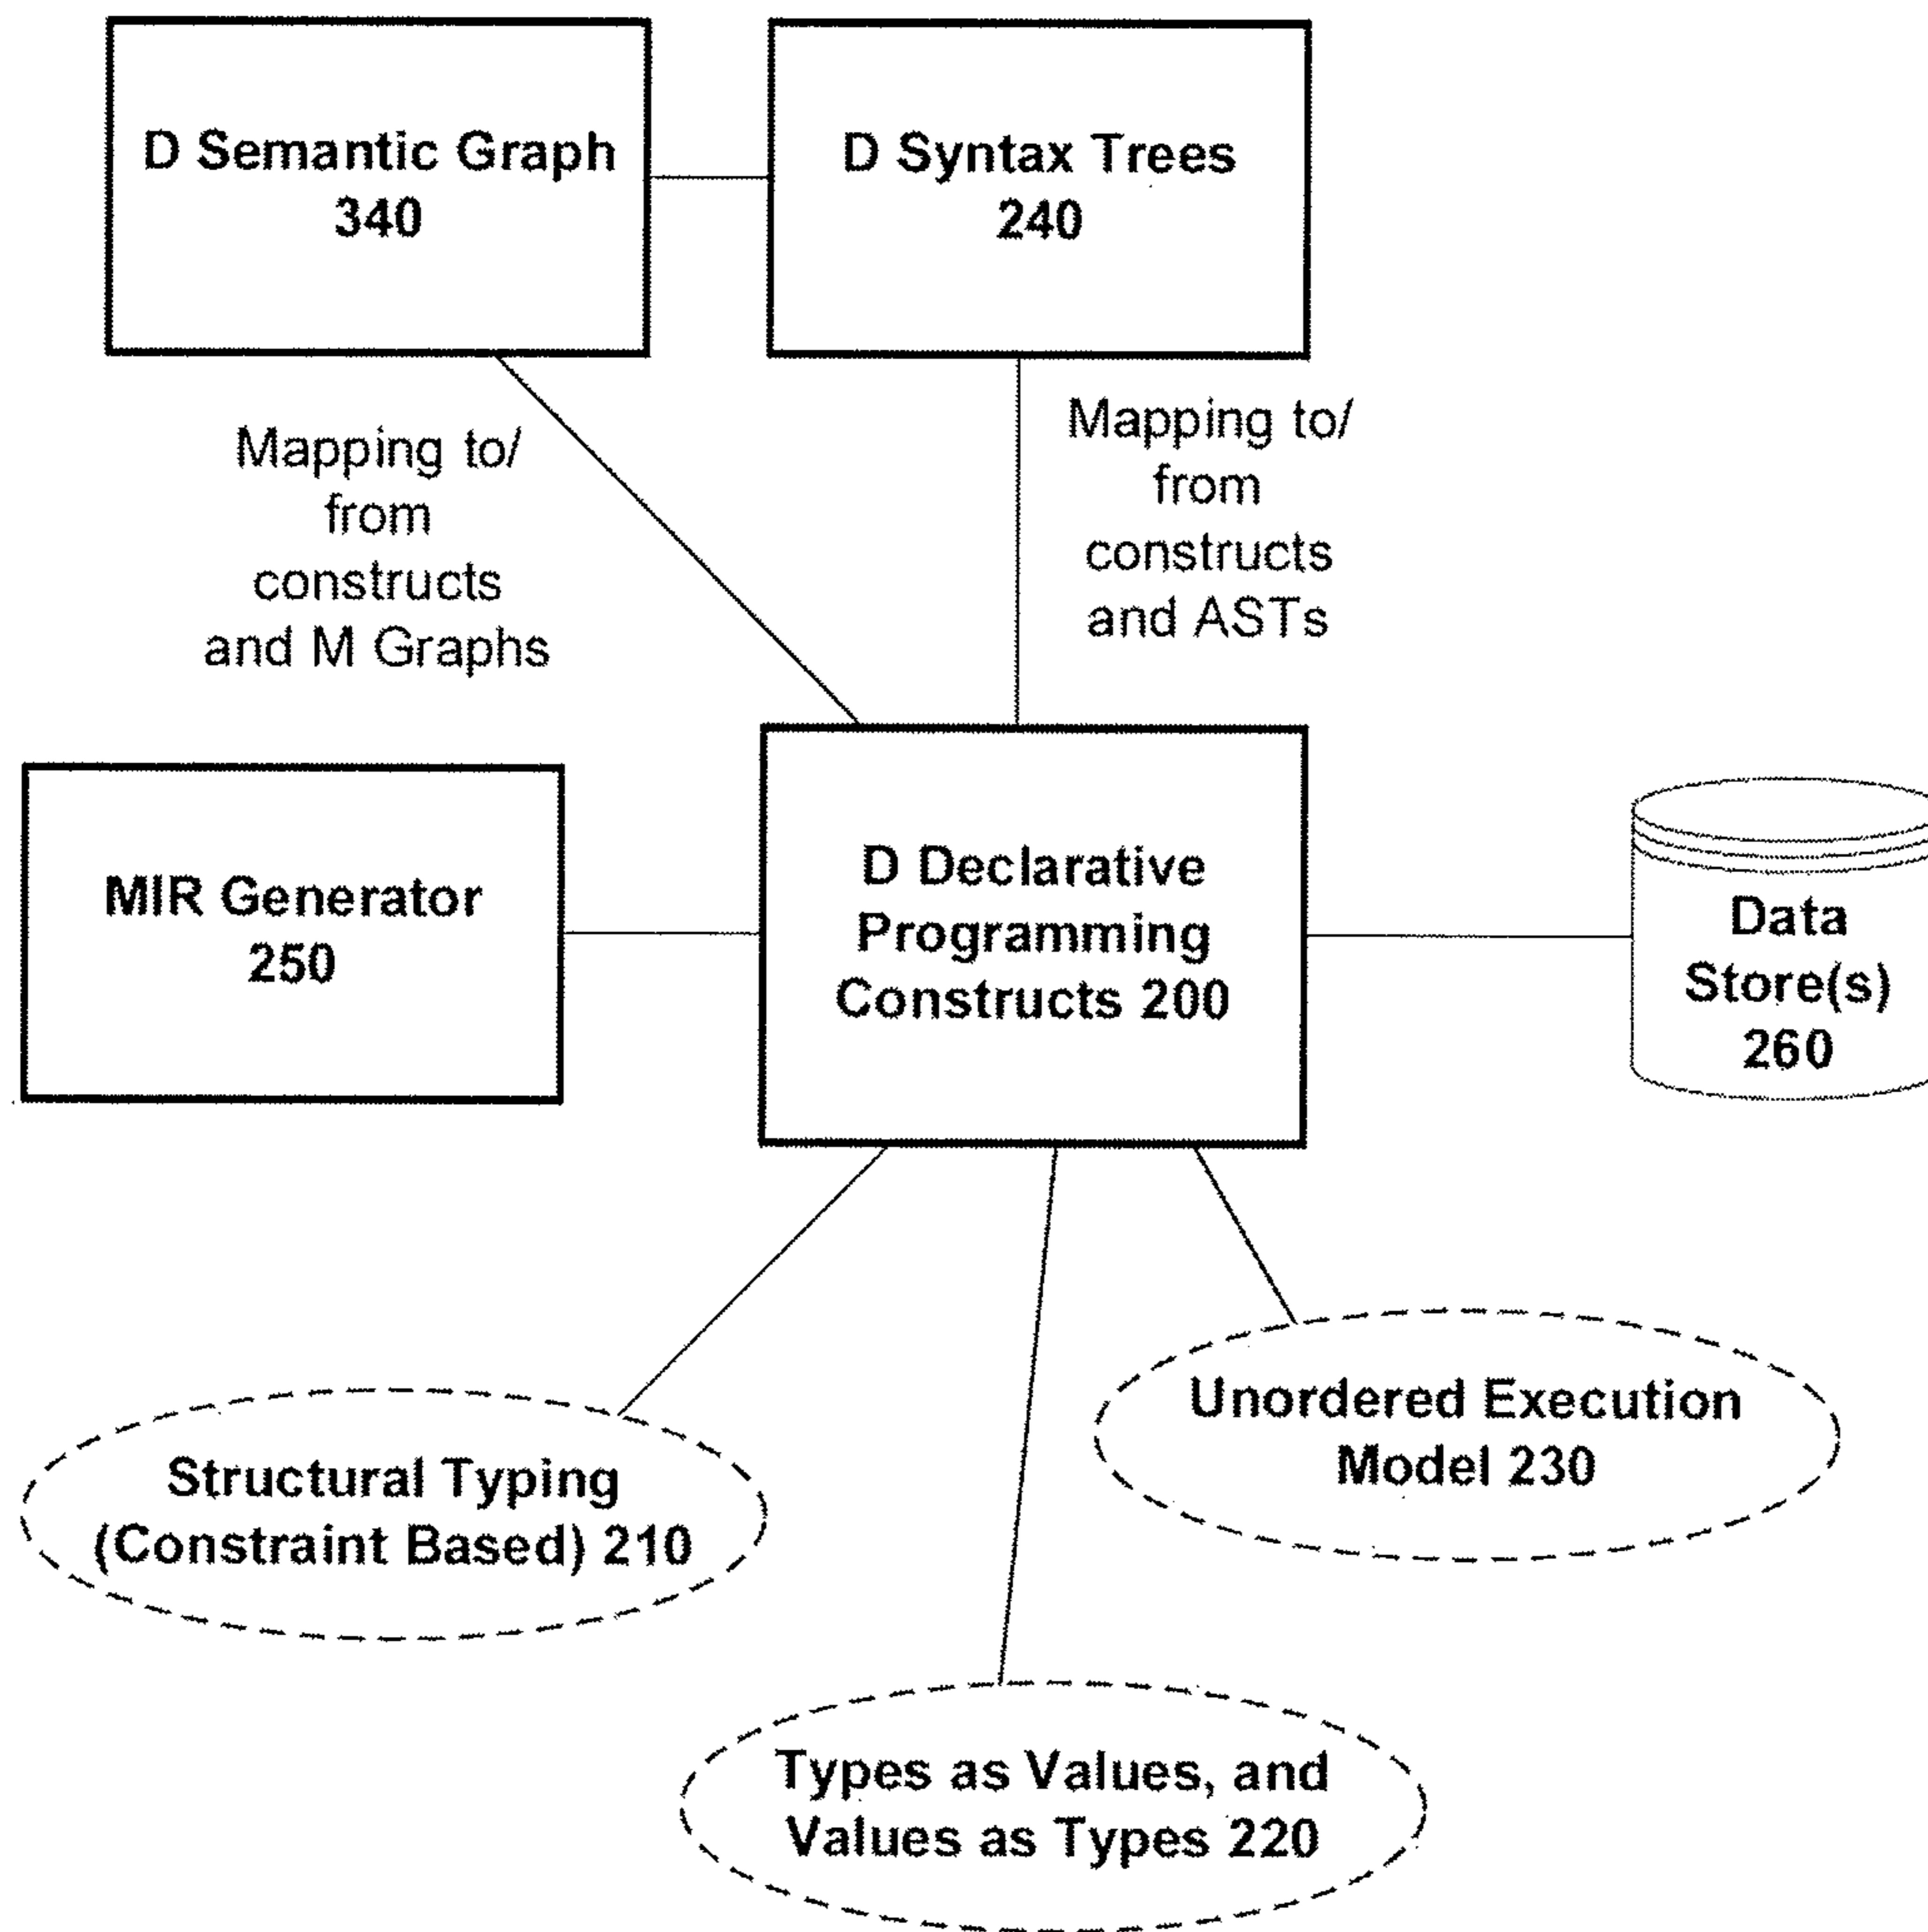 D Semantic Graph
340
D Syntax Trees
240
Mapping to/
from
constructs
and M Graphs
Mapping to/
from
constructs
and ASTs
MIR Generator
250
D Declarative
Programming
Constructs 200
Data
Store(s)
260
Structural Typing
(Constraint Based) 210
Unordered Execution
Model 230
Types as Values, and
Values as Types 220